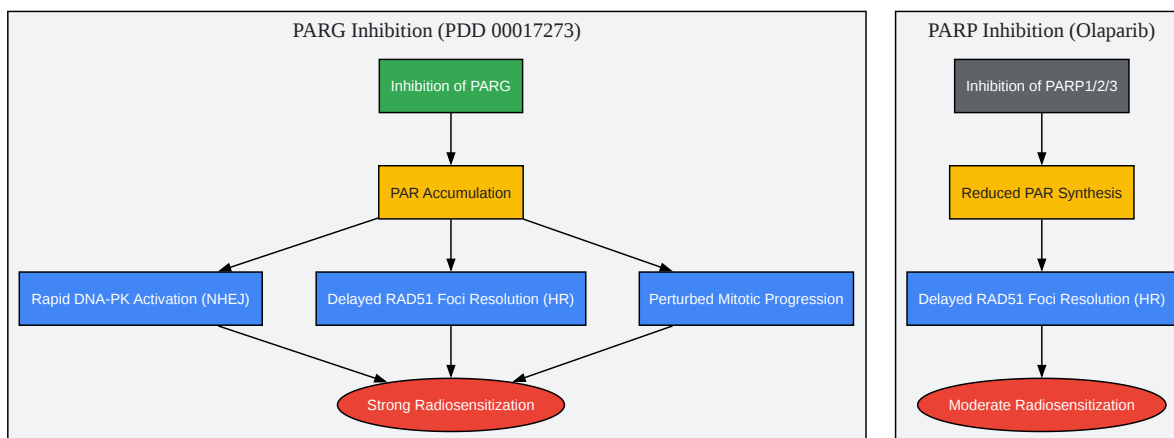 PARG Inhibition (PDD 00017273)
Inhibition of PARG
PAR Accumulation
Rapid DNA-PK Activation (NHEJ)
Delayed RAD51 Foci Resolution (HR)
Perturbed Mitotic Progression
Strong Radiosensitization
PARP Inhibition (Olaparib)
Inhibition of PARP1/2/3
Reduced PAR Synthesis
Delayed RAD51 Foci Resolution (HR)
Moderate Radiosensitization